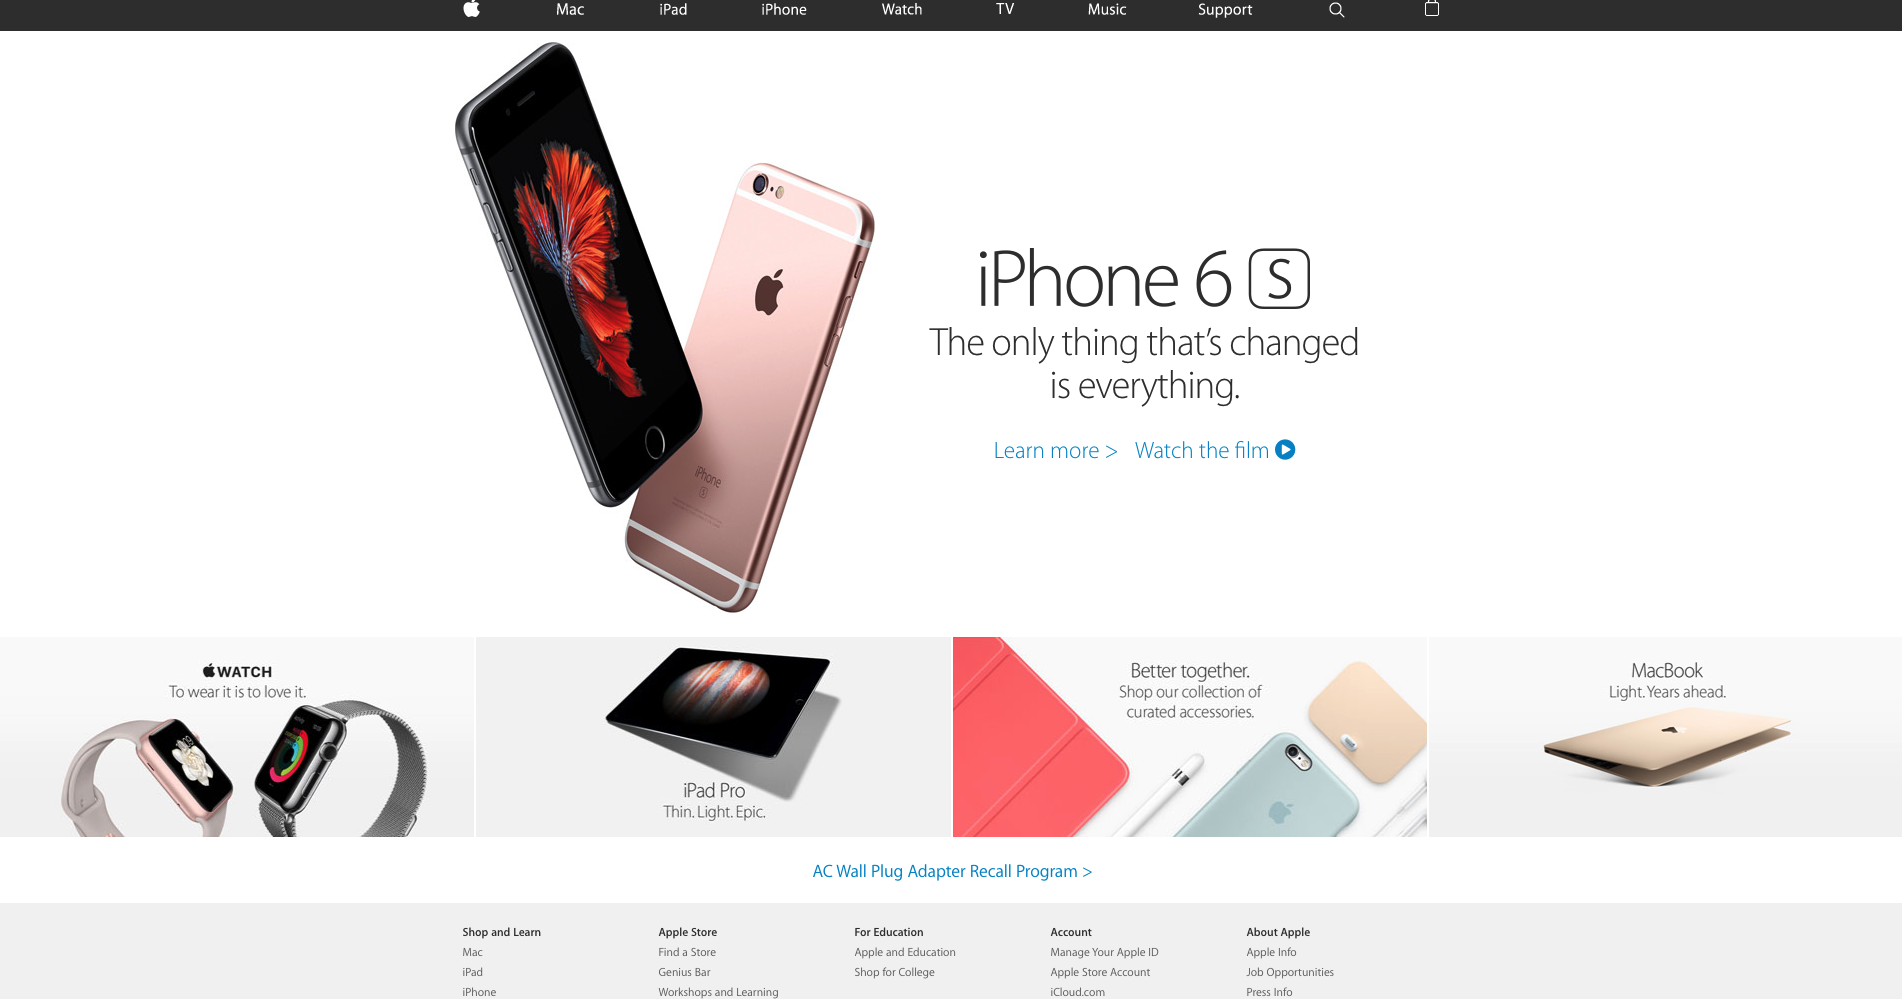 Mac iPad iPhone Watch TV Music Support
iPhone 6 S
The only thing that's changed
is everything.
Learn more > Watch the film
iPhone
S
WATCH
To wear it is to love it.
iPad Pro
Thin. Light. Epic.
Better together.
Shop our collection of
curated accessories.
MacBook
Light. Years ahead.
AC Wall Plug Adapter Recall Program >
Shop and Learn
Mac
iPad
iPhone
Apple Store
Find a Store
Genius Bar
Workshops and Learning
For Education
Apple and Education
Shop for College
Account
Manage Your Apple ID
Apple Store Account
iCloud.com
About Apple
Apple Info
Job Opportunities
Press Info